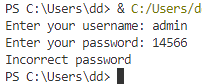 PS C:\Users\dd> & C:/Users/d
Enter your username: admin
Enter your password: 14566
Incorrect password
PS C:\Users\dd>